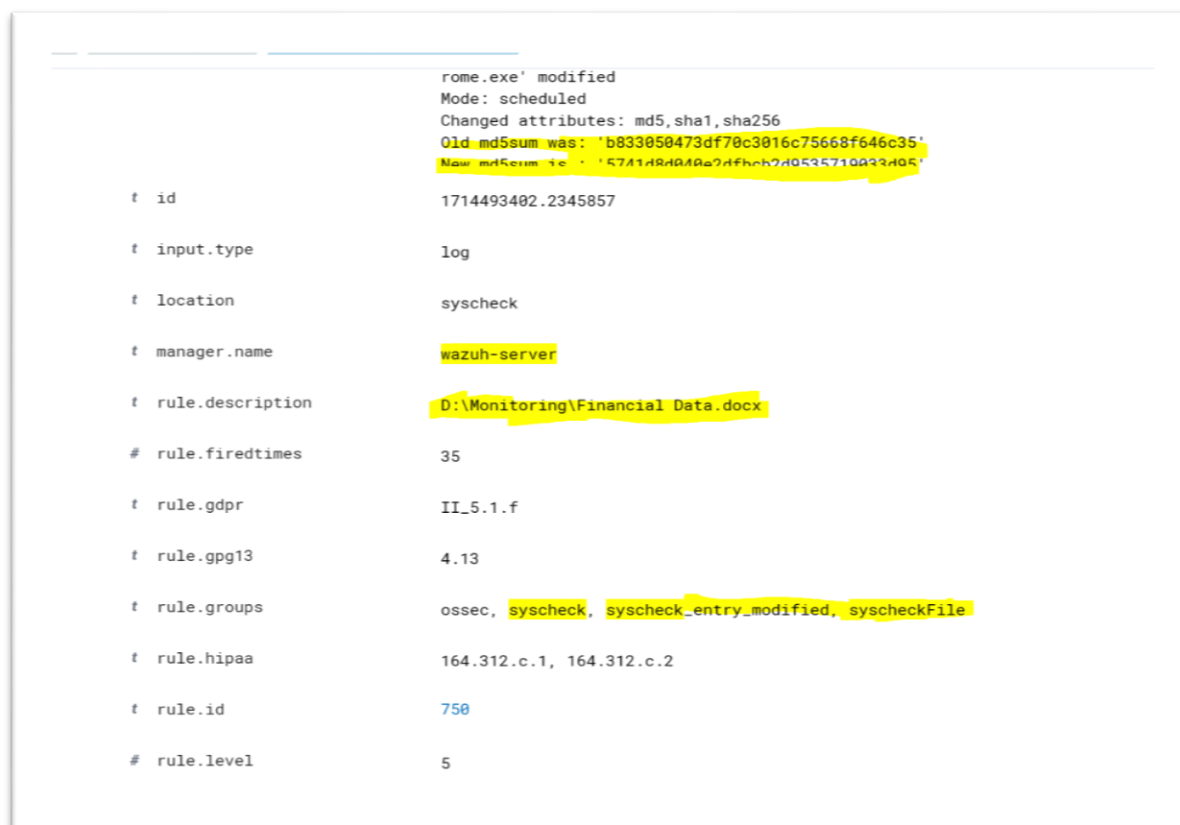 rome.exe' modified
Mode: scheduled
Changed attributes: md5,sha1,sha256
Old md5sum was: 'b833050473df70c3016c75668f646c35'
New md5sum is : '5741d8d040e2dfbcb2d9535719033d95'
t id 1714493402.2345857
t input.type log
t location syscheck
t manager.name wazuh-server
t rule.description D:\Monitoring\Financial Data.docx
# rule.firedtimes 35
t rule.gdpr II_5.1.f
t rule.gpg13 4.13
t rule.groups ossec, syscheck, syscheck_entry_modified, syscheckFile
t rule.hipaa 164.312.c.1, 164.312.c.2
t rule.id 750
# rule.level 5